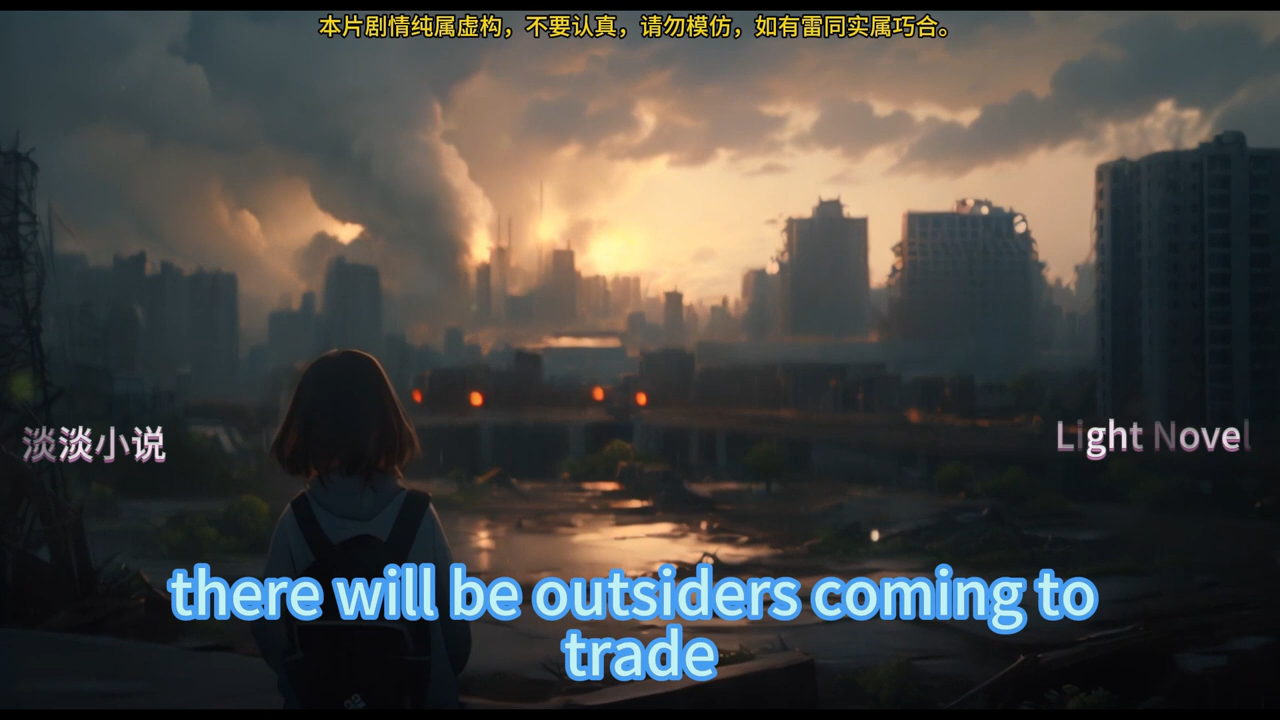 本片剧情纯属虚构，不要认真，请勿模仿，如有雷同实属巧合。
淡淡小说
Light Novel
there will be outsiders coming to
trade